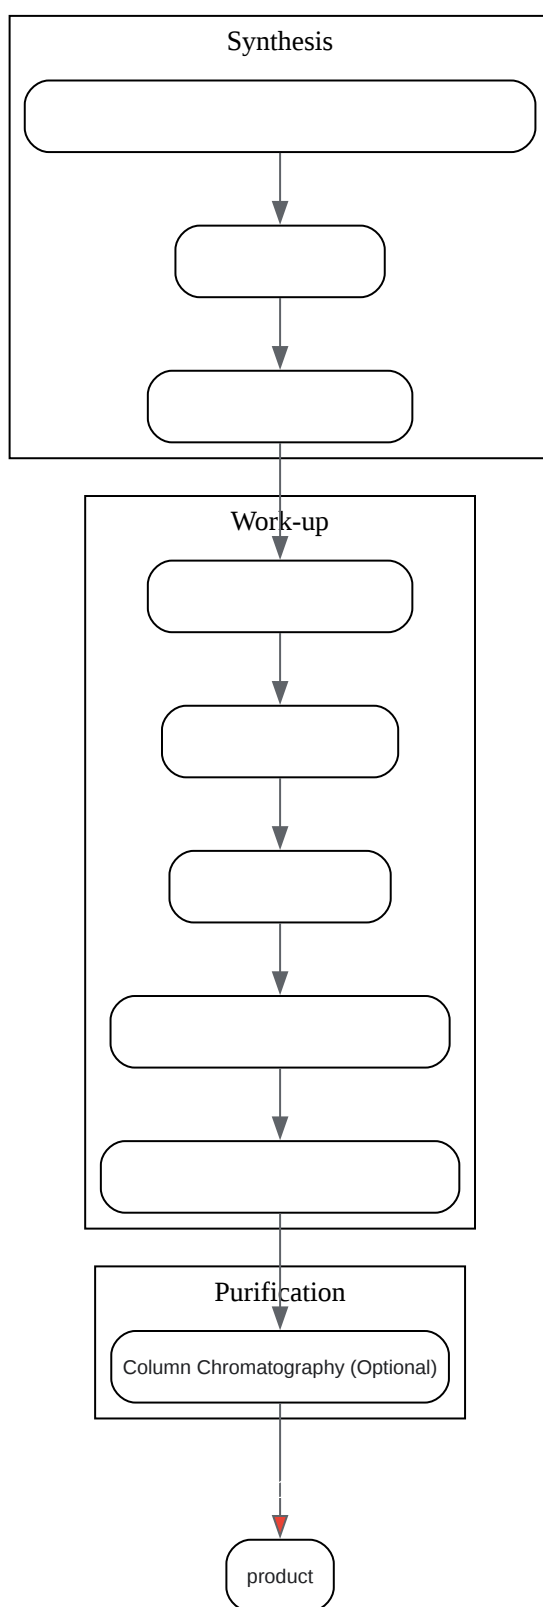 Synthesis
Work-up
Purification
Column Chromatography (Optional)
product